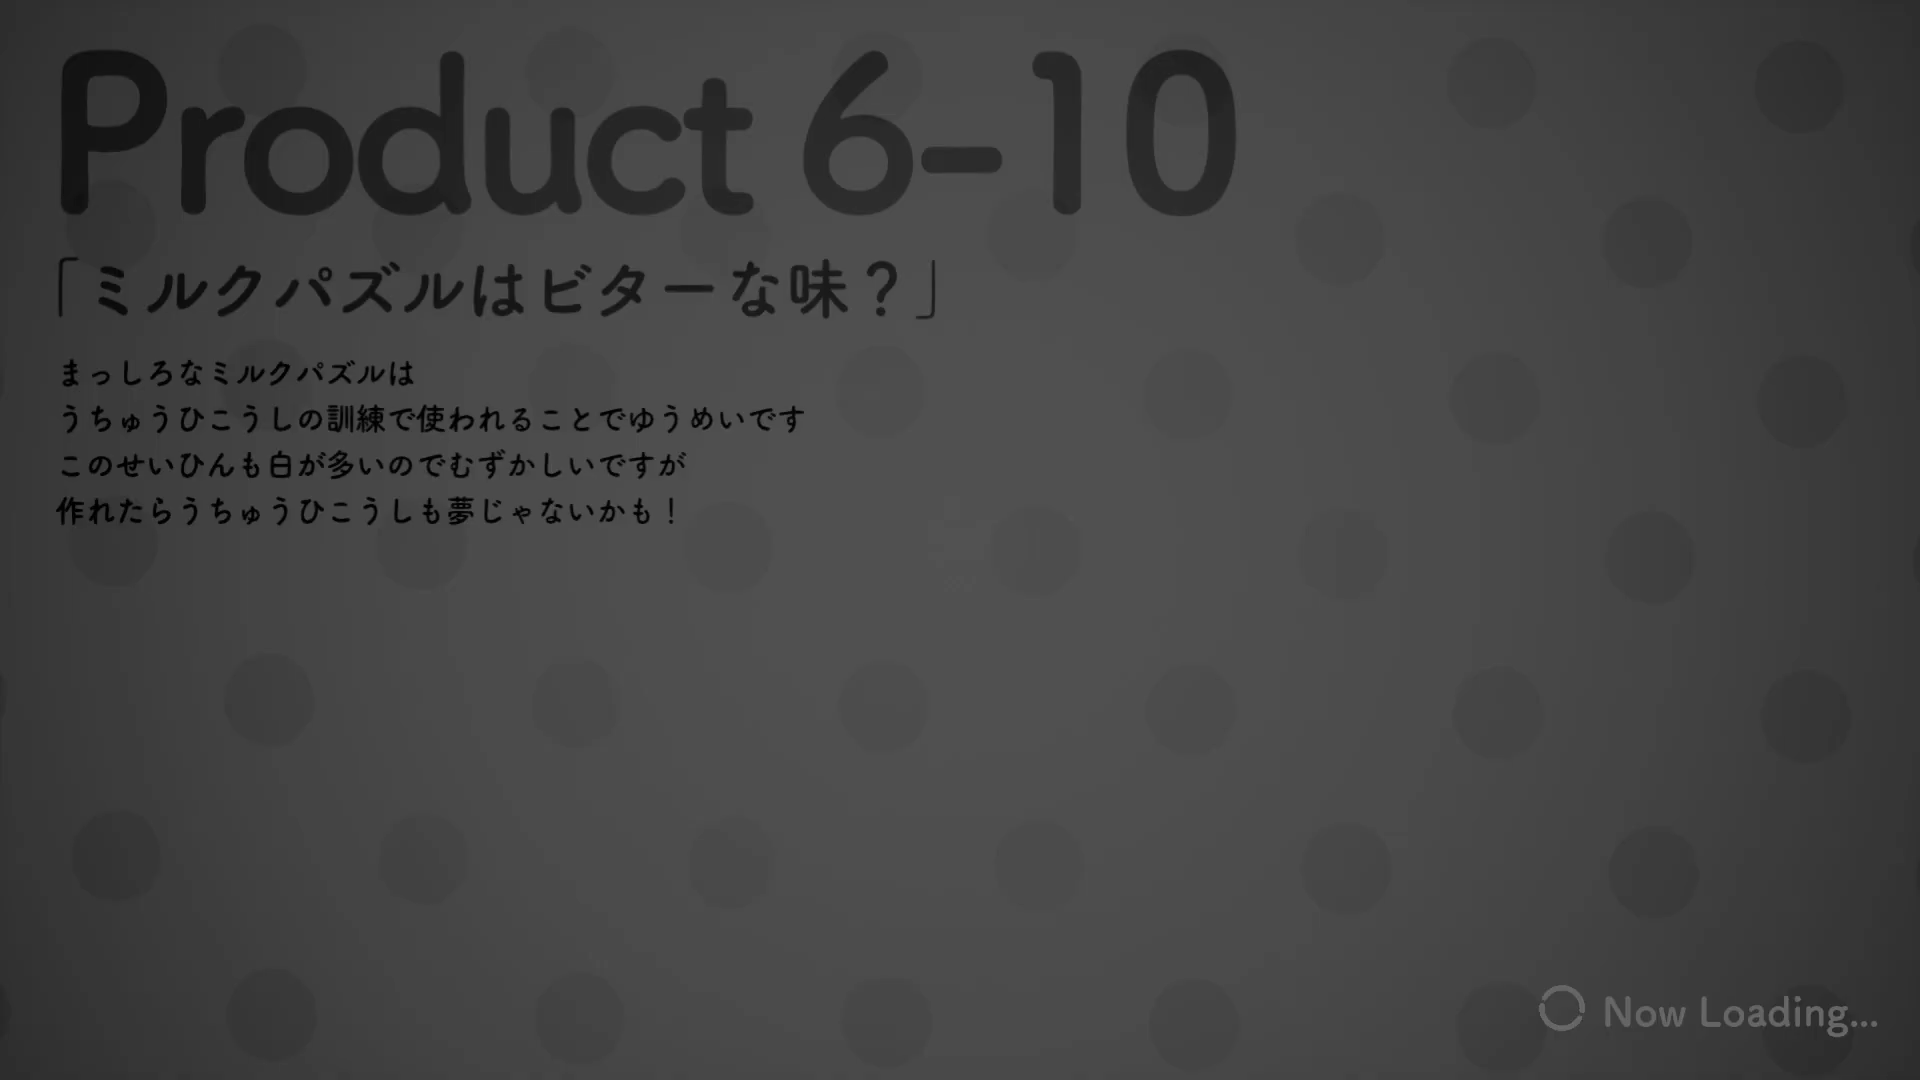 Product 6-10
「ミルクパズルはビターな味？」
まっしろなミルクパズルは
うちゅうひこうしの訓練で使われることでゆうめいです
このせいひんも白が多いのでむずかしいですが
作れたらうちゅうひこうしも夢じゃないかも！
Now Loading...